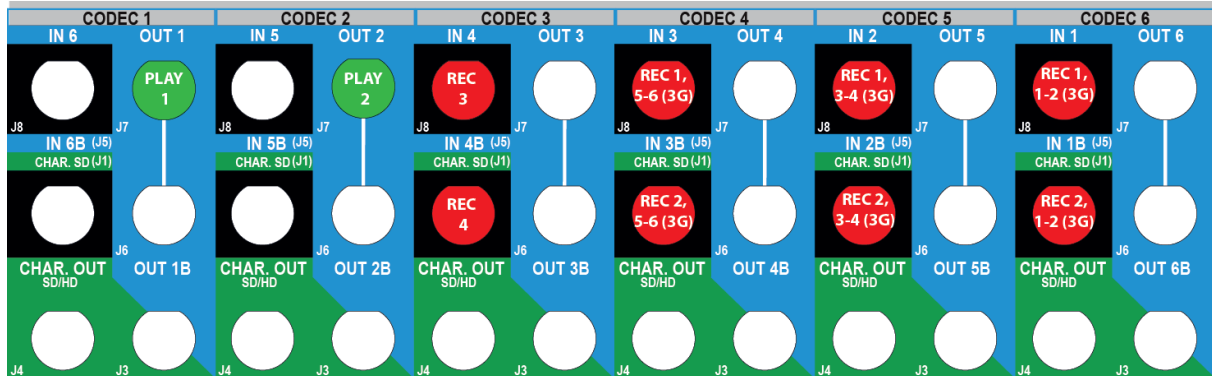 CODEC 1 CODEC 2 CODEC 3 CODEC 4 CODEC 5 CODEC 6
IN 6 OUT 1 IN 5 OUT 2 IN 4 OUT 3 IN 3 OUT 4 IN 2 OUT 5 IN 1 OUT 6
PLAY PLAY REC REC 1, REC 1, REC 1,
1 2 3 5-6 (3G) 3-4 (3G) 1-2 (3G)
J8 J7 J8 J7 J8 J7 J8 J7 J8 J7 J8 J7
IN 6B (J5) IN 5B (J5) IN 4B (J5) IN 3B (J5) IN 2B (J5) IN 1B (J5)
CHAR. SD (J1) CHAR. SD (J1) CHAR. SD (J1) CHAR. SD (J1) CHAR. SD (J1) CHAR. SD (J1)
REC REC 2, REC 2, REC 2,
4 5-6 (3G) 3-4 (3G) 1-2 (3G)
J6 J6 J6 J6 J6 J6
CHAR. OUT OUT 1B CHAR. OUT OUT 2B CHAR. OUT OUT 3B CHAR. OUT OUT 4B CHAR. OUT OUT 5B CHAR. OUT OUT 6B
SD/HD SD/HD SD/HD SD/HD SD/HD SD/HD
J4 J3 J4 J3 J4 J3 J4 J3 J4 J3 J4 J3